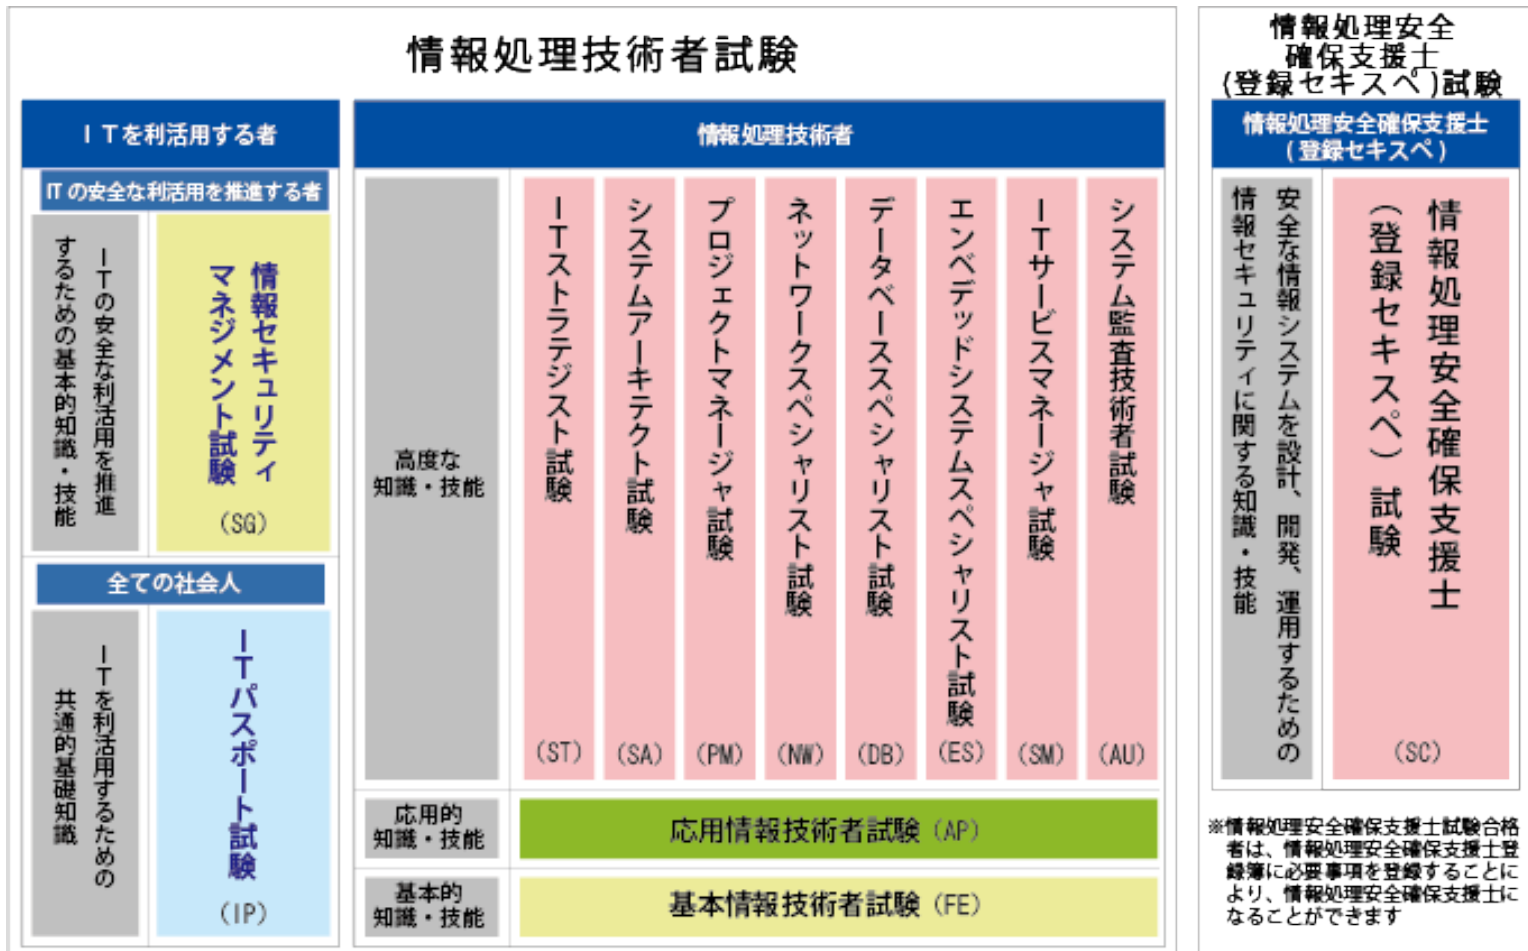 情報処理技術者試験
ITを利活用する者
ITの安全な利活用を推進する者
ITの安全な利活用を推進
するための基本的知識・技能
情報セキュリティ
マネジメント試験
(SG)
全ての社会人
ITを利活用するための
共通的基礎知識
ITパスポート試験
(IP)
情報処理技術者
高度な
知識・技能
ITストラテジスト試験
(ST)
システムアーキテクト試験
(SA)
プロジェクトマネージャ試験
(PM)
ネットワークスペシャリスト試験
(NW)
データベーススペシャリスト試験
(DB)
エンベデッドシステムスペシャリスト試験
(ES)
ITサービスマネージャ試験
(SM)
システム監査技術者試験
(AU)
応用的
知識・技能
応用情報技術者試験(AP)
基本的
知識・技能
基本情報技術者試験(FE)
情報処理安全
確保支援士
(登録セキスペ)試験
情報処理安全確保支援士
(登録セキスペ)
安全な情報システムを設計、開発、運用するための
情報セキュリティに関する知識・技能
情報処理安全確保支援士
(登録セキスペ)試験
(SC)
※情報処理安全確保支援士試験合格
者は、情報処理安全確保支援士登
録簿に必要事項を登録することに
より、情報処理安全確保支援士に
なることができます